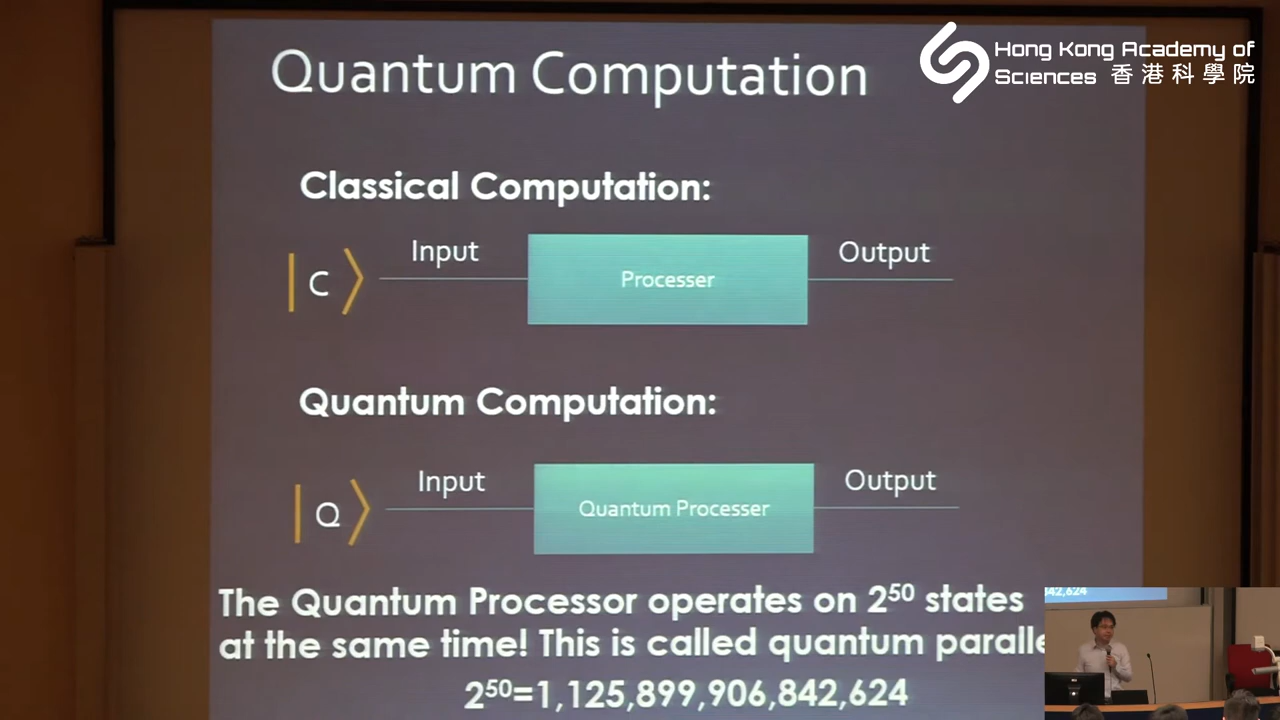 Quantum Computation
Hong Kong Academy of
Sciences 香港科學院
Classical Computation:
| C 〉
Input
Processer
Output
Quantum Computation:
| Q 〉
Input
Quantum Processer
Output
The Quantum Processor operates on 2⁵⁰ states
at the same time! This is called quantum paralle
2⁵⁰=1,125,899,906,842,624
342,624